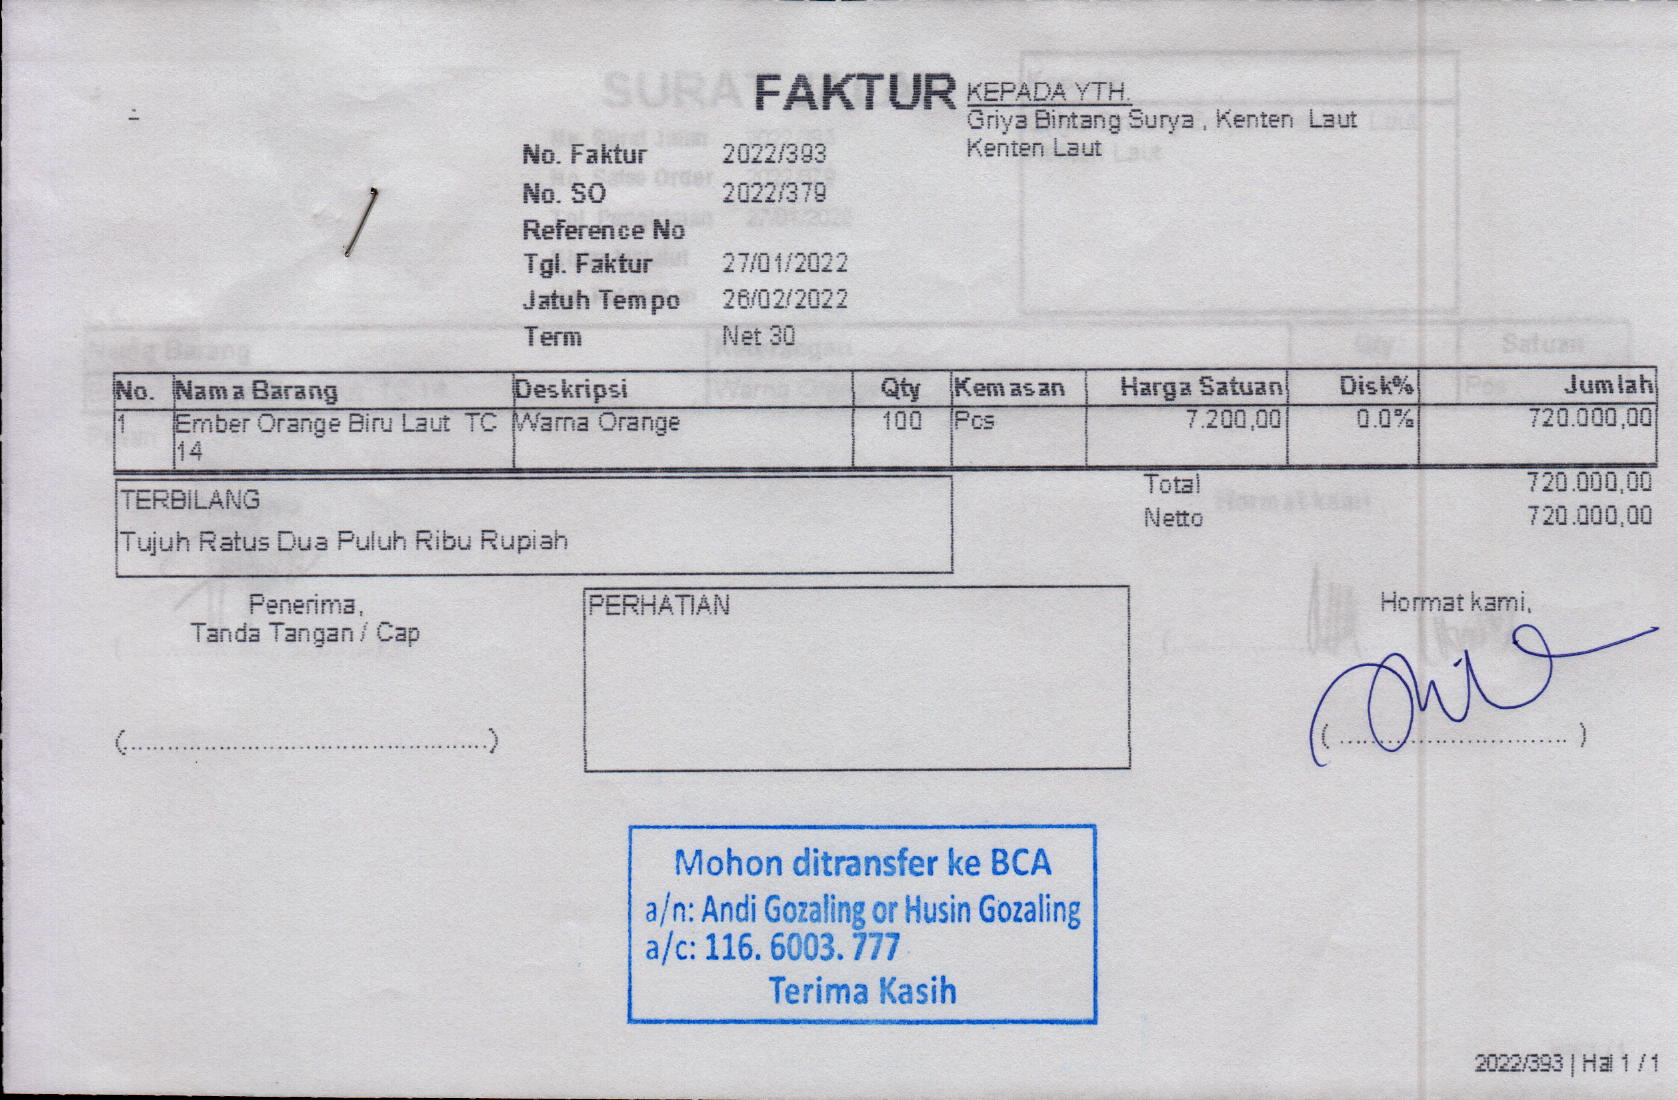 FAKTUR
KEPADA YTH.
Griya Bintang Surya , Kenten Laut
Kenten Laut
No. Faktur 2022/393
No. SO 2022/379
Reference No
Tgl. Faktur 27/01/2022
Jatuh Tempo 26/02/2022
Term Net 30
No. Nama Barang Deskripsi Qty Kemasan Harga Satuan Disk% Jumlah
1 Ember Orange Biru Laut TC Warna Orange 100 Pcs 7.200,00 0.0% 720.000,00
14
Total 720.000,00
Netto 720.000,00
TERBILANG
Tujuh Ratus Dua Puluh Ribu Rupiah
Penerima,
Tanda Tangan / Cap
(................................................)
PERHATIAN
Hormat kami,
( .............................. )
Mohon ditransfer ke BCA
a/n: Andi Gozaling or Husin Gozaling
a/c: 116. 6003. 777
Terima Kasih
2022/393 | Hal 1 / 1